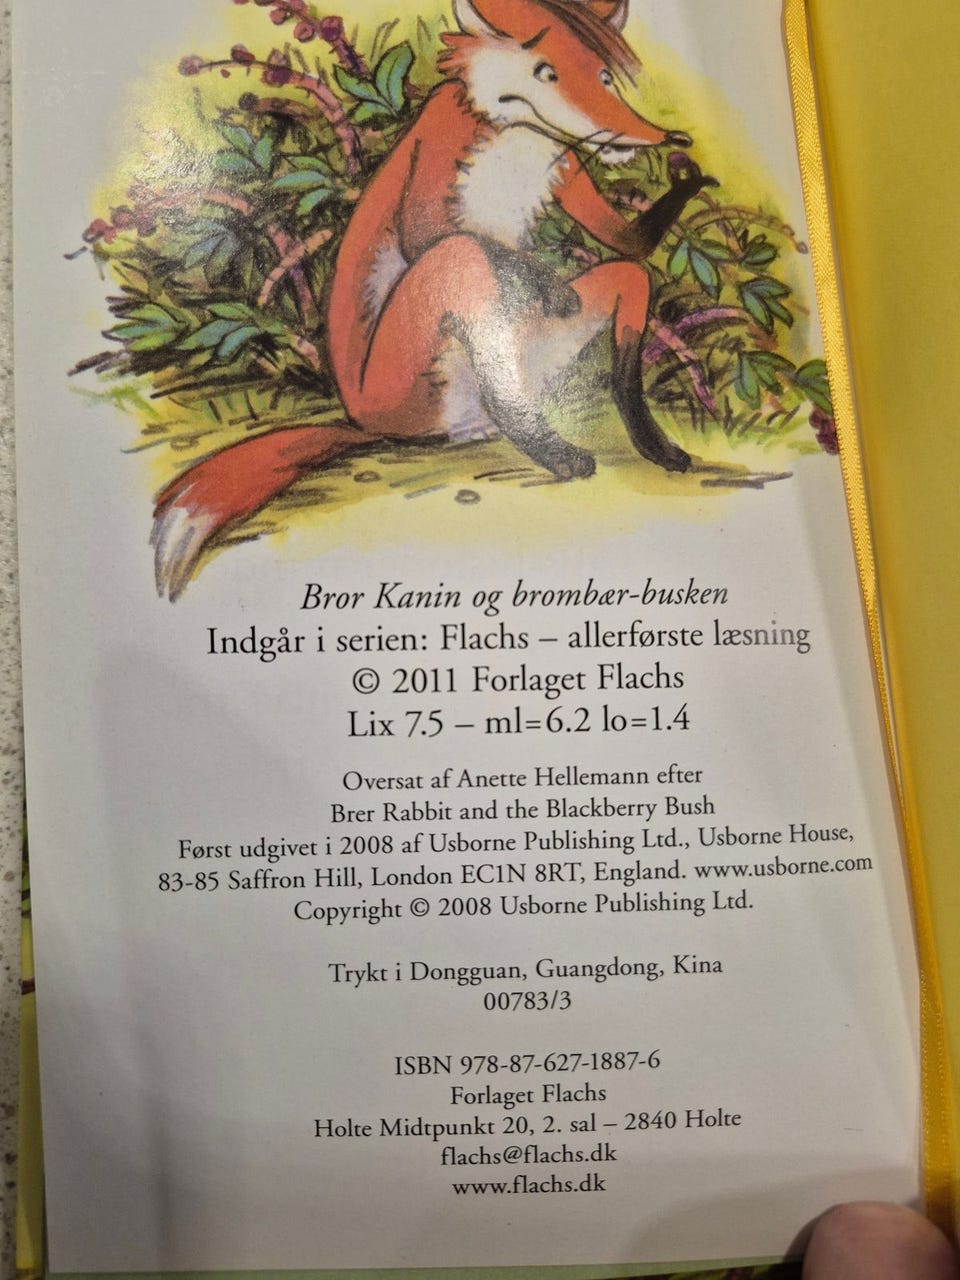 Bror Kanin og brombær-busken
Indgår i serien: Flachs – allerførste læsning
© 2011 Forlaget Flachs
Lix 7.5 – ml=6.2 lo=1.4
Oversat af Anette Hellemann efter
Brer Rabbit and the Blackberry Bush
Først udgivet i 2008 af Usborne Publishing Ltd., Usborne House,
83-85 Saffron Hill, London EC1N 8RT, England. www.usborne.com
Copyright © 2008 Usborne Publishing Ltd.
Trykt i Dongguan, Guangdong, Kina
00783/3
ISBN 978-87-627-1887-6
Forlaget Flachs
Holte Midtpunkt 20, 2. sal – 2840 Holte
flachs@flachs.dk
www.flachs.dk